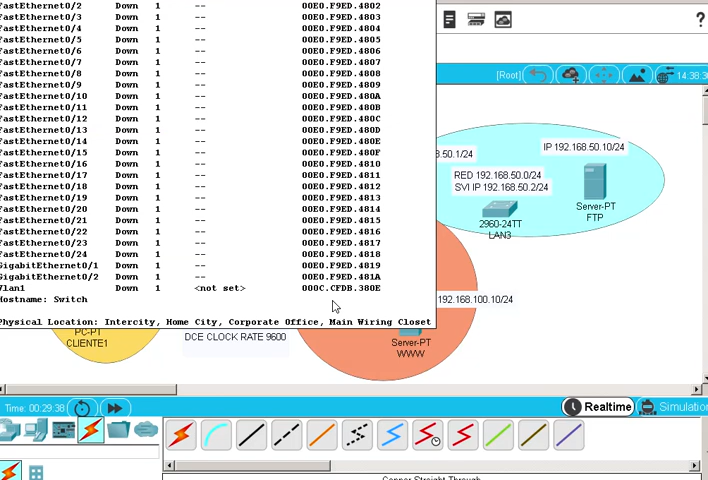 FastEthernet0/2 Down 1 -- 00E0.F9ED.4802
FastEthernet0/3 Down 1 -- 00E0.F9ED.4803
FastEthernet0/4 Down 1 -- 00E0.F9ED.4804
FastEthernet0/5 Down 1 -- 00E0.F9ED.4805
FastEthernet0/6 Down 1 -- 00E0.F9ED.4806
FastEthernet0/7 Down 1 -- 00E0.F9ED.4807
FastEthernet0/8 Down 1 -- 00E0.F9ED.4808
FastEthernet0/9 Down 1 -- 00E0.F9ED.4809
FastEthernet0/10 Down 1 -- 00E0.F9ED.480A
FastEthernet0/11 Down 1 -- 00E0.F9ED.480B
FastEthernet0/12 Down 1 -- 00E0.F9ED.480C
FastEthernet0/13 Down 1 -- 00E0.F9ED.480D
FastEthernet0/14 Down 1 -- 00E0.F9ED.480E
FastEthernet0/15 Down 1 -- 00E0.F9ED.480F
FastEthernet0/16 Down 1 -- 00E0.F9ED.4810
FastEthernet0/17 Down 1 -- 00E0.F9ED.4811
FastEthernet0/18 Down 1 -- 00E0.F9ED.4812
FastEthernet0/19 Down 1 -- 00E0.F9ED.4813
FastEthernet0/20 Down 1 -- 00E0.F9ED.4814
FastEthernet0/21 Down 1 -- 00E0.F9ED.4815
FastEthernet0/22 Down 1 -- 00E0.F9ED.4816
FastEthernet0/23 Down 1 -- 00E0.F9ED.4817
FastEthernet0/24 Down 1 -- 00E0.F9ED.4818
GigabitEthernet0/1 Down 1 -- 00E0.F9ED.4819
GigabitEthernet0/2 Down 1 -- 00E0.F9ED.481A
Vlan1 Down 1 <not set> 000C.CFDB.380E
Hostname: Switch
Physical Location: Intercity, Home City, Corporate Office, Main Wiring Closet
?
[Root]
14:38:3
.50.1/24
IP 192.168.50.10/24
RED 192.168.50.0/24
SVI IP 192.168.50.2/24
Server-PT
FTP
2960-24TT
LAN3
192.168.100.10/24
PC-PT
CLIENTE1
DCE CLOCK RATE 9600
Server-PT
WWW
Time: 00:29:38
Realtime
Simulation
Copper Straight-Through